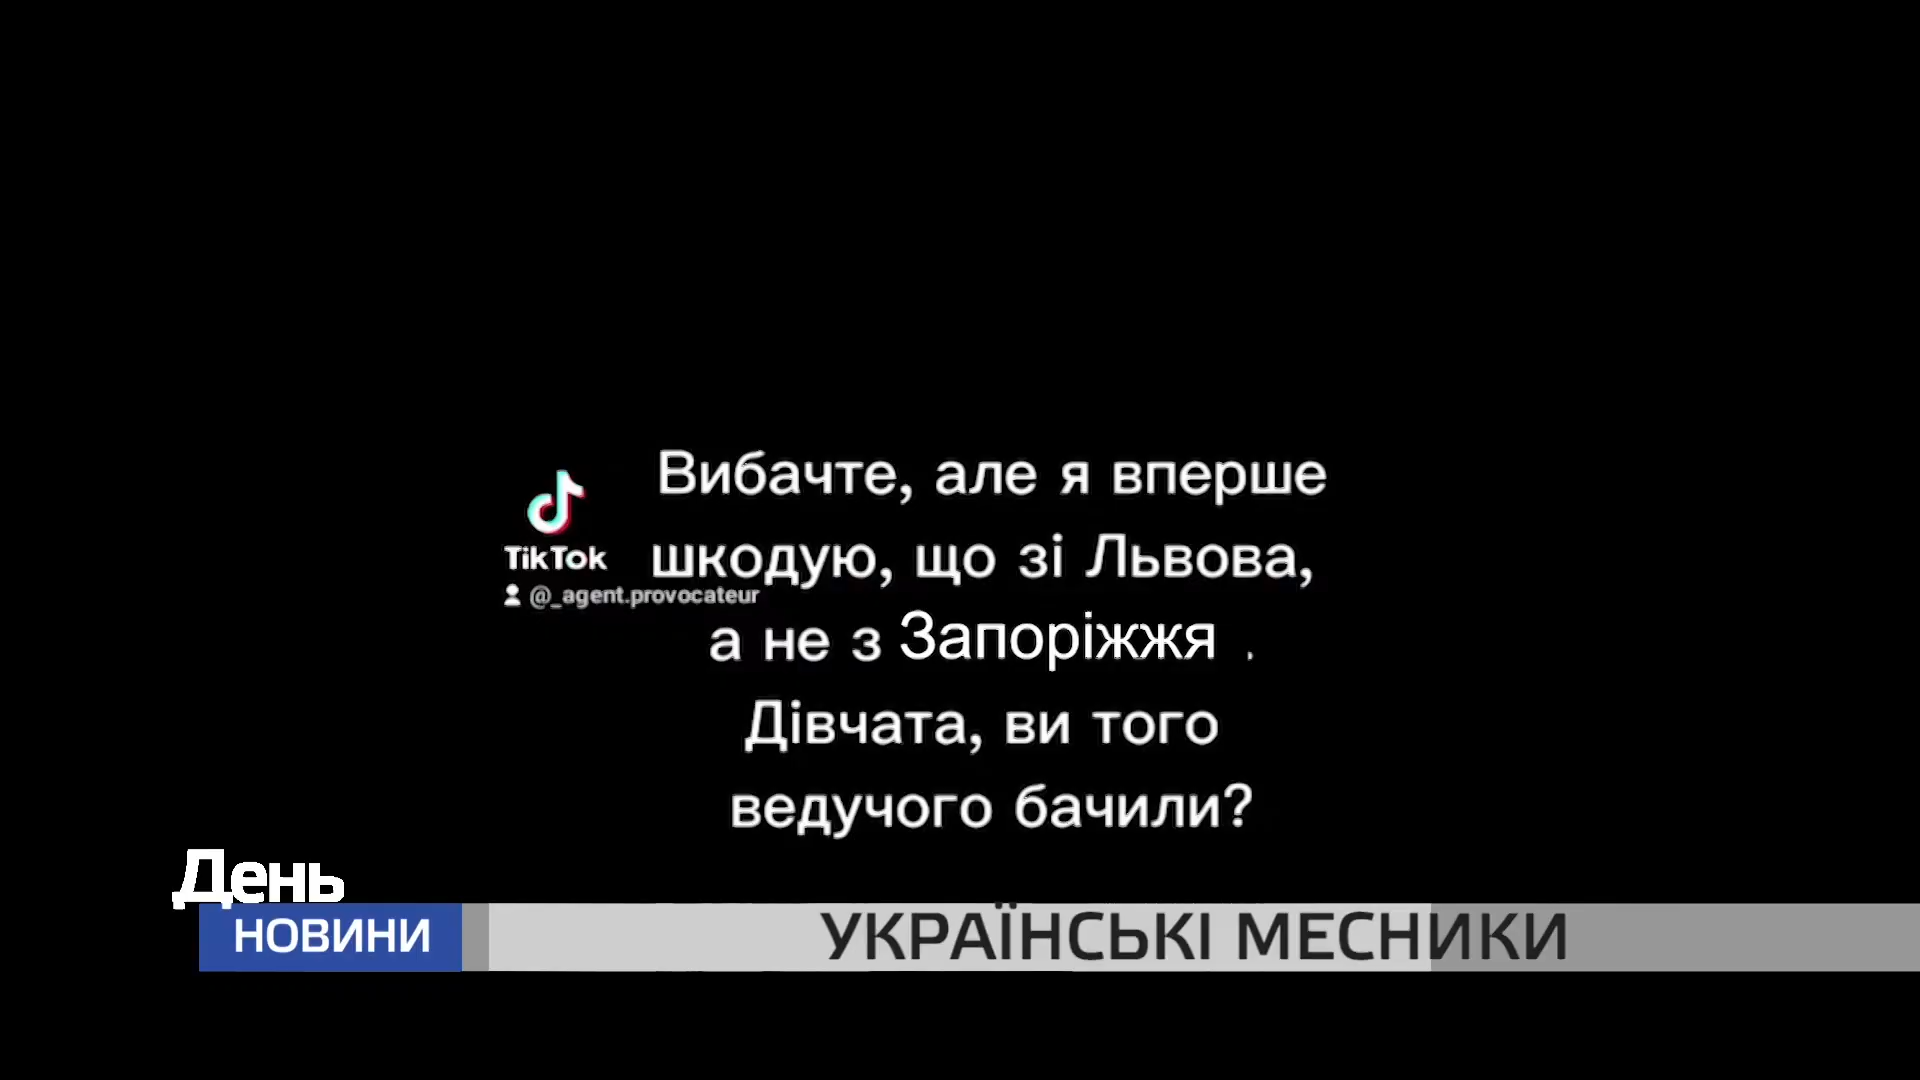 Вибачте, але я вперше
шкодую, що зі Львова,
а не з Запоріжжя .
Дівчата, ви того
ведучого бачили?
TikTok
@_agent.provocateur
День
НОВИНИ
УКРАЇНСЬКІ МЕСНИКИ